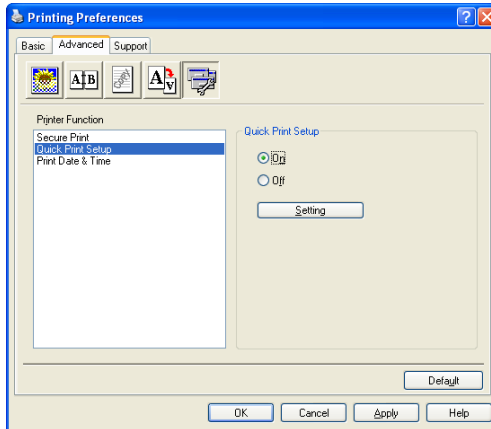 Printing Preferences
Basic Advanced Support
A B
A
v
Printer Function
Secure Print
Quick Print Setup
Print Date & Time
Quick Print Setup
On
Off
Setting
Default
OK Cancel Apply Help